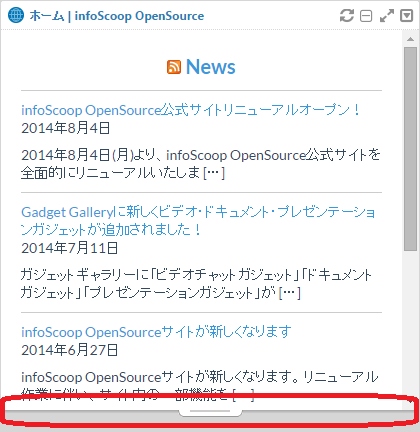 ホーム | infoScoop OpenSource
News
infoScoop OpenSource公式サイトリニューアルオープン！
2014年8月4日
2014年8月4日(月)より、infoScoop OpenSource公式サイトを
全面的にリニューアルいたしま […]
Gadget Galleryに新しくビデオ・ドキュメント・プレゼンテーショ
ンガジェットが追加されました！
2014年7月11日
ガジェットギャラリーに「ビデオチャットガジェット」「ドキュメント
ガジェット」「プレゼンテーションガジェット」が […]
infoScoop OpenSourceサイトが新しくなります
2014年6月27日
infoScoop OpenSourceサイトが新しくなります。リニューアル
作業に伴い、サイト内の一部機能を […]